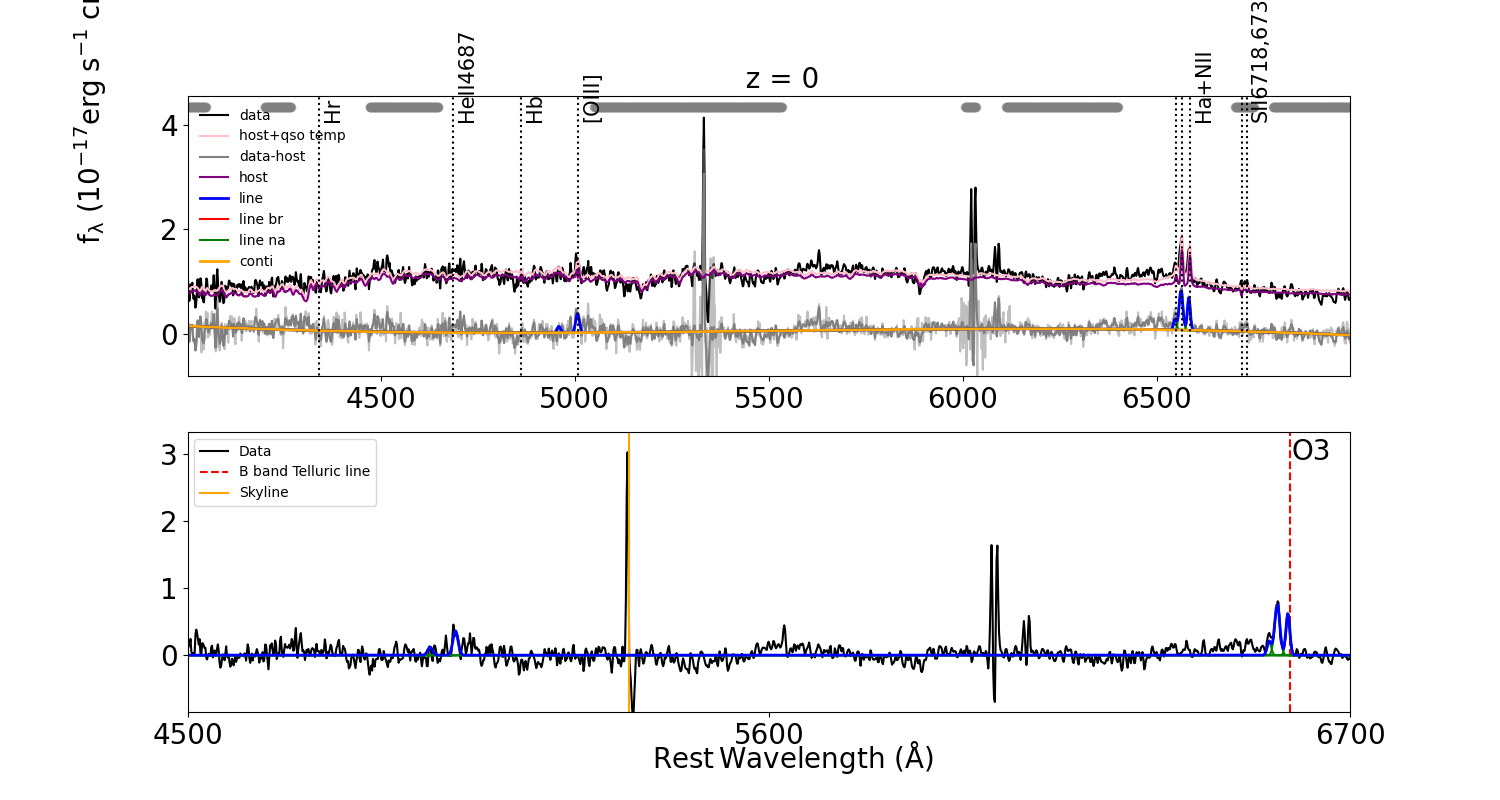 z = 0
Hr
HeII4687
Hb
[OIII]
Ha+NII
SII6718,673
f_λ (10^{-17}erg s^{-1} c
4
2
0
data
host+qso temp
data-host
host
line
line br
line na
conti
4500
5000
5500
6000
6500
3
2
1
0
Data
B band Telluric line
Skyline
O3
4500
5600
6700
Rest Wavelength (Å)